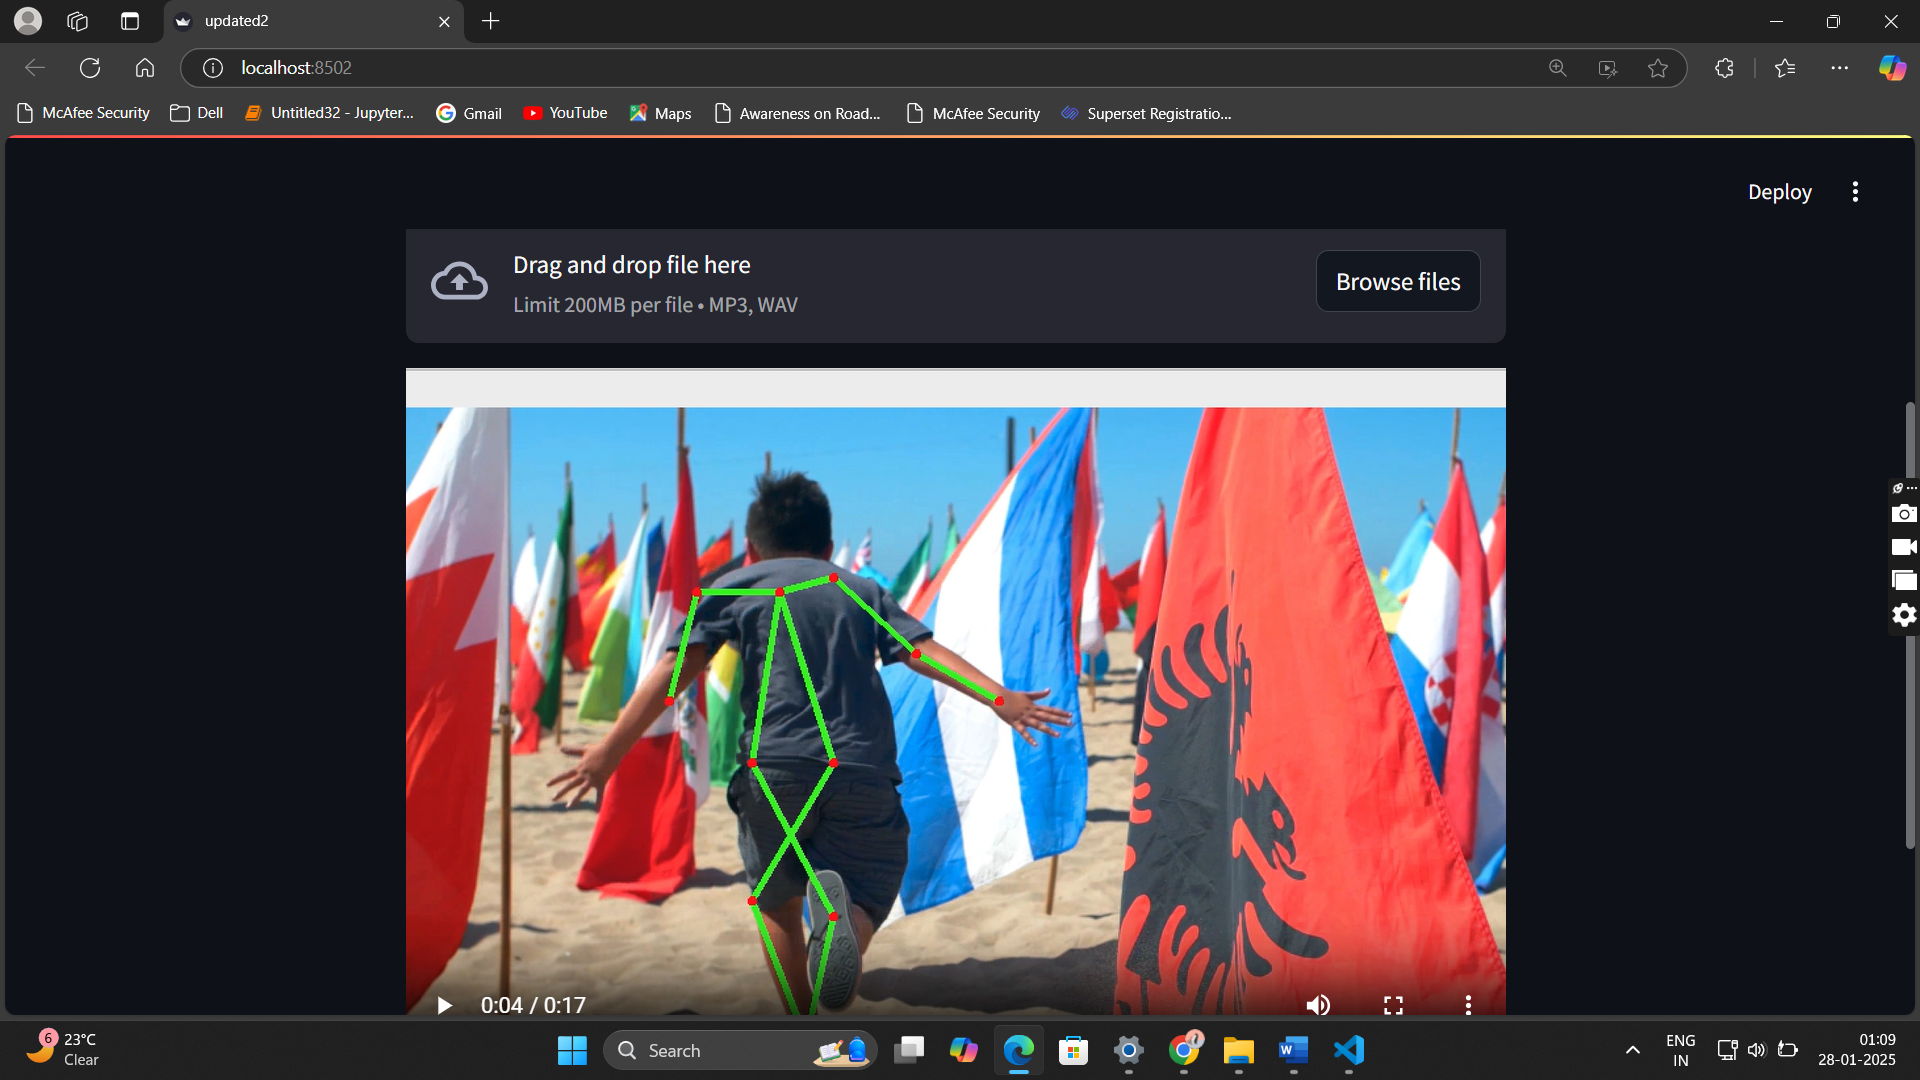 updated2
localhost:8502
McAfee Security
Dell
Untitled32 - Jupyter...
Gmail
YouTube
Maps
Awareness on Road...
McAfee Security
Superset Registratio...
Deploy
Drag and drop file here
Limit 200MB per file • MP3, WAV
Browse files
0:04 / 0:17
6
23°C
Clear
Search
W
ENG
IN
01:09
28-01-2025